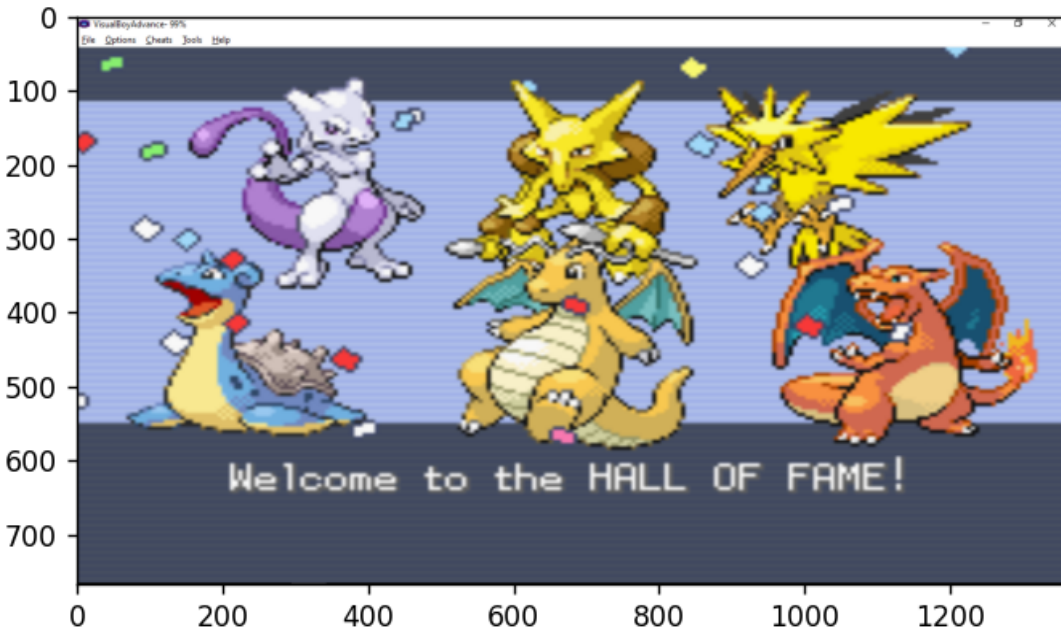 VisualBoyAdvance- 99%
File Options Cheats Tools Help
Welcome to the HALL OF FAME!
0
100
200
300
400
500
600
700
0 200 400 600 800 1000 1200